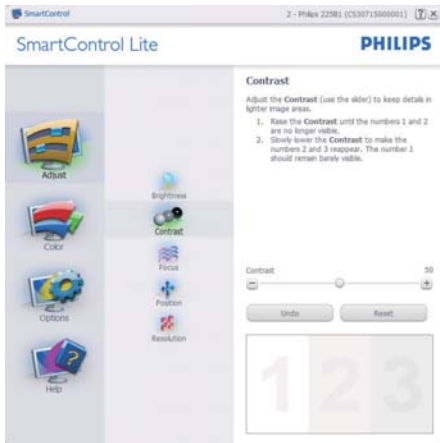 SmartControl
2 - Philips 225B1 (CS30715000001)
SmartControl Lite
PHILIPS
Adjust
Color
Options
Help
Brightness
Contrast
Focus
Position
Resolution
Contrast
Adjust the Contrast (use the slider) to keep details in
lighter image areas.
1. Raise the Contrast until the numbers 1 and 2
are no longer visible.
2. Slowly lower the Contrast to make the
numbers 2 and 3 reappear. The number 1
should remain barely visible.
Contrast 50
Undo Reset
1 2 3